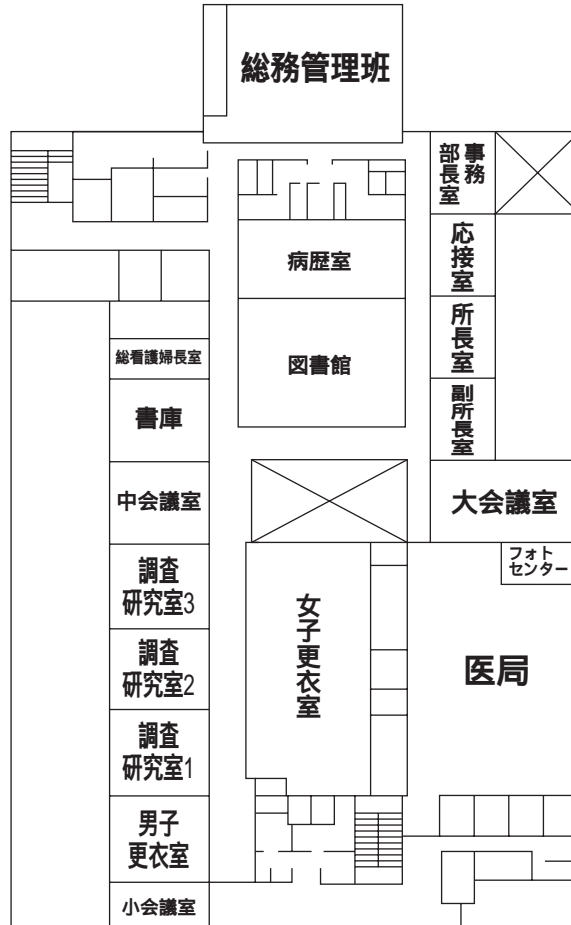 総務管理班
事務
部長室
応接室
病歴室
所長室
総看護婦長室
図書館
副所長室
書庫
中会議室
大会議室
フォト
センター
調査
研究室3
女子更衣室
医局
調査
研究室2
調査
研究室1
男子
更衣室
小会議室